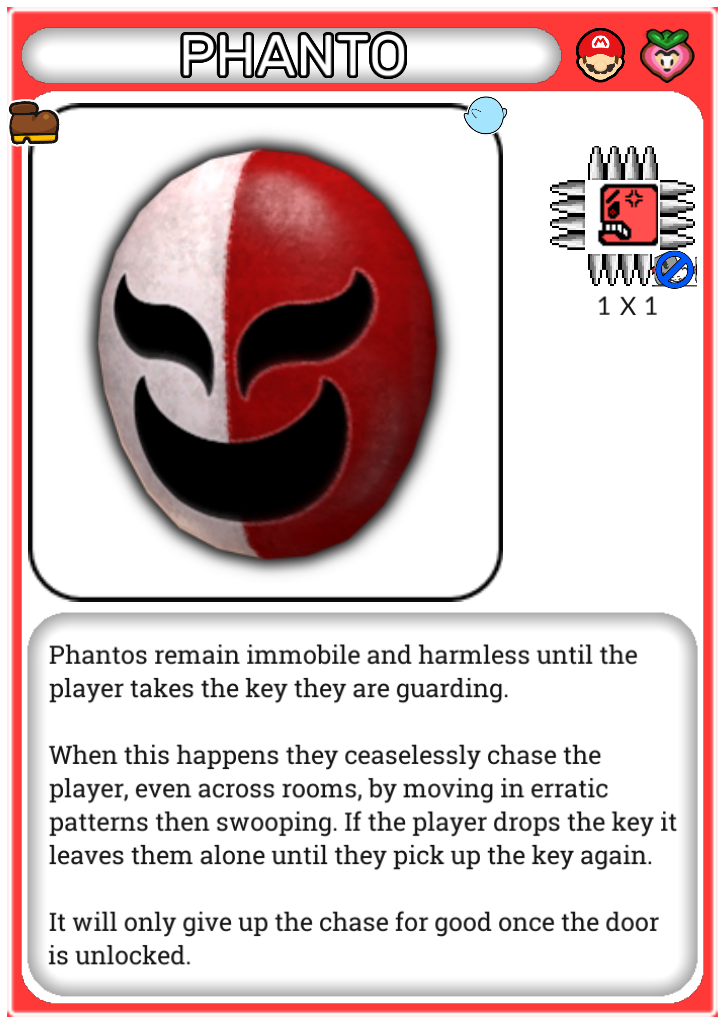 PHANTO
M
1 X 1
Phantos remain immobile and harmless until the
player takes the key they are guarding.
When this happens they ceaselessly chase the
player, even across rooms, by moving in erratic
patterns then swooping. If the player drops the key it
leaves them alone until they pick up the key again.
It will only give up the chase for good once the door
is unlocked.